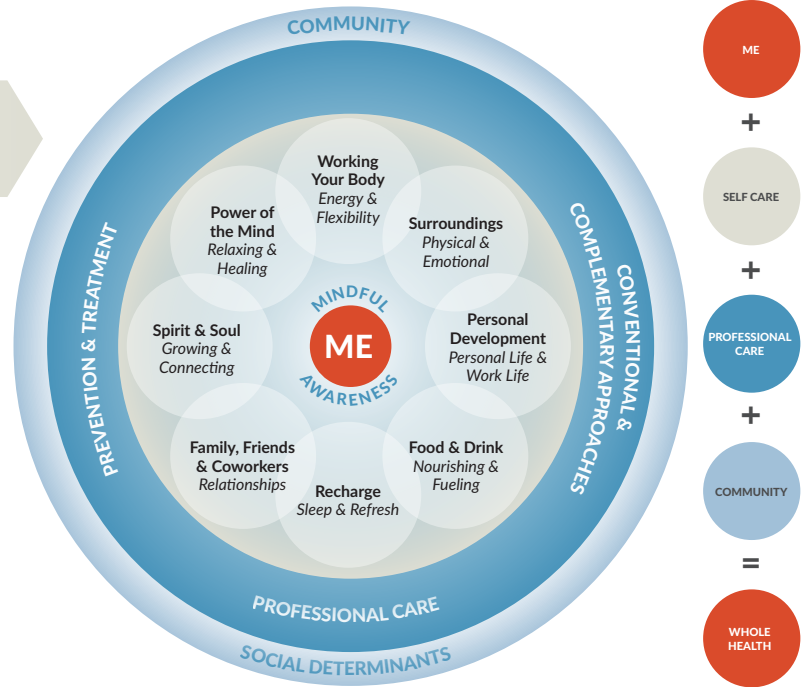 COMMUNITY
PREVENTION & TREATMENT
CONVENTIONAL &
COMPLEMENTARY APPROACHES
Working
Your Body
Energy &
Flexibility
Surroundings
Physical &
Emotional
Personal
Development
Personal Life &
Work Life
Food & Drink
Nourishing &
Fueling
Recharge
Sleep & Refresh
Family, Friends
& Coworkers
Relationships
Spirit & Soul
Growing &
Connecting
Power of
the Mind
Relaxing &
Healing
MINDFUL
ME
AWARENESS
PROFESSIONAL CARE
SOCIAL DETERMINANTS
ME
+
SELF CARE
+
PROFESSIONAL
CARE
+
COMMUNITY
=
WHOLE
HEALTH